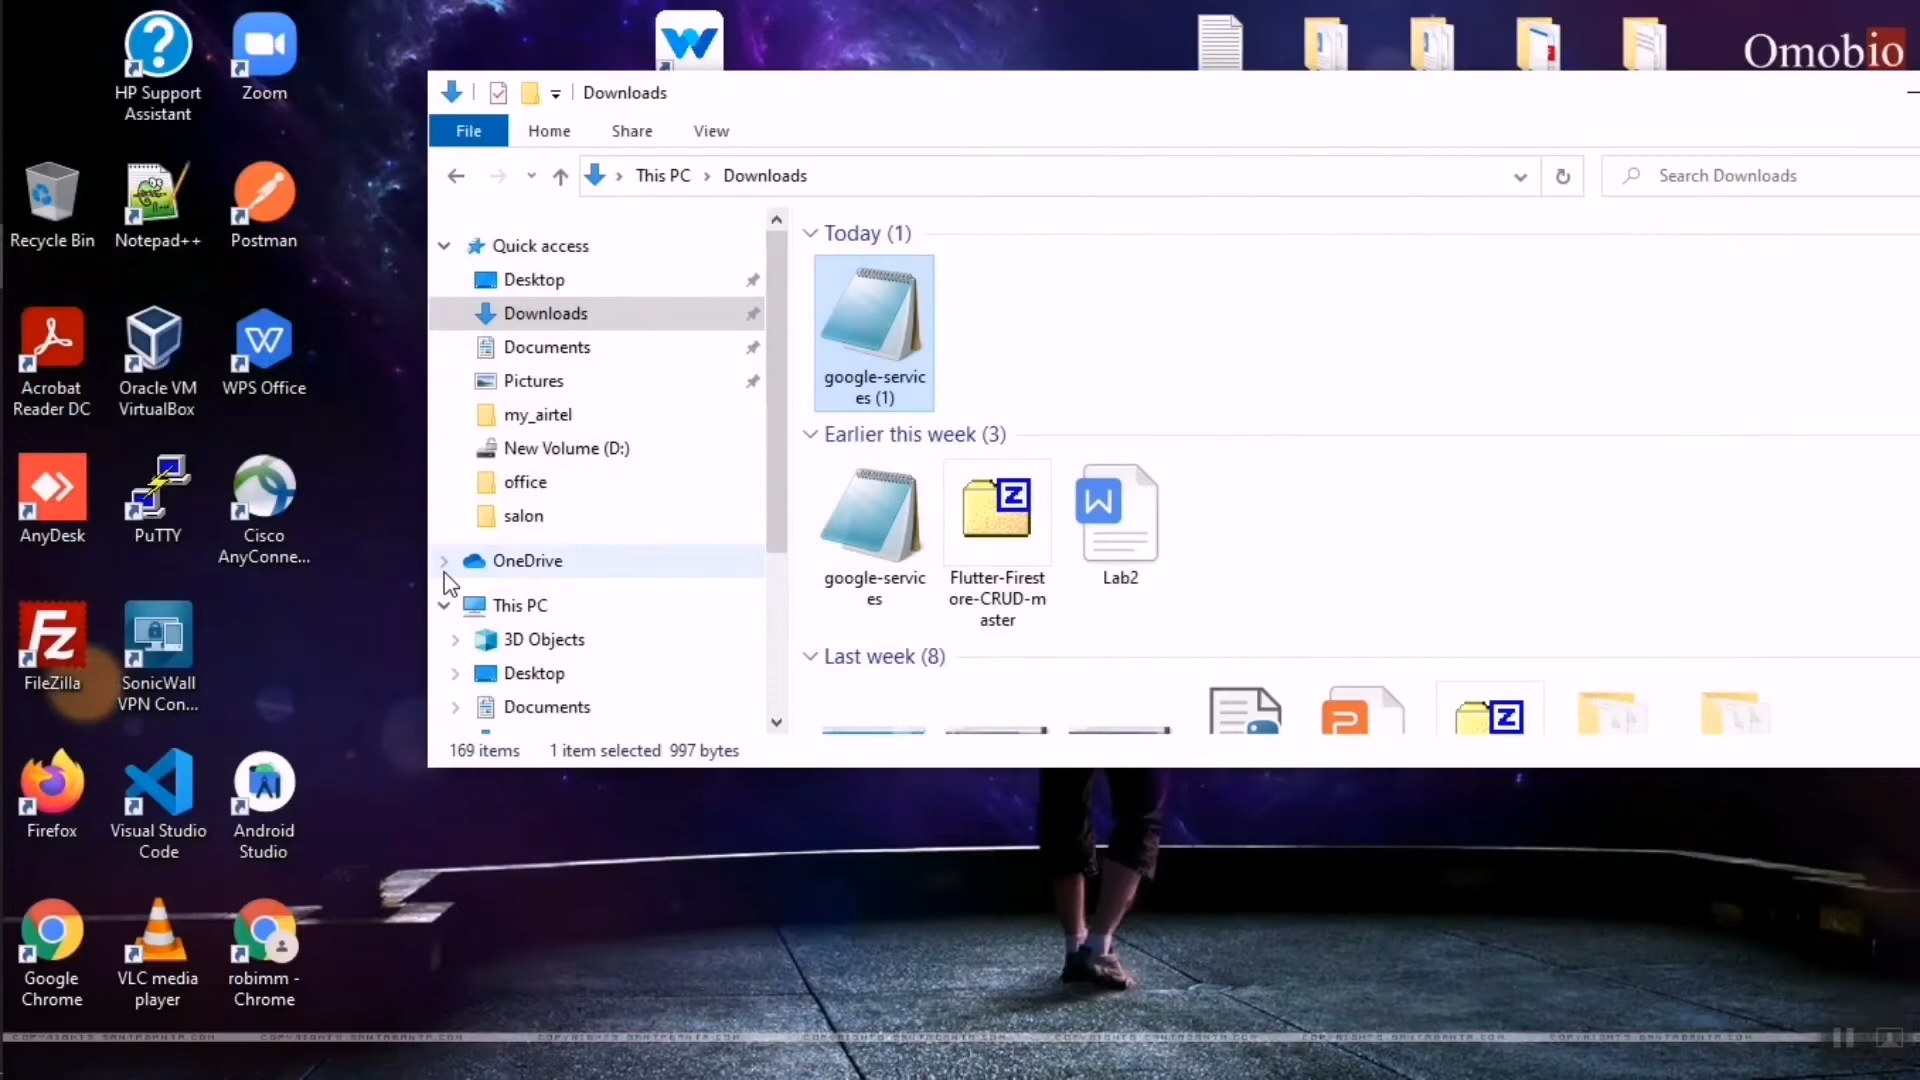 HP Support
Assistant
Zoom
Recycle Bin
Notepad++
Postman
Acrobat
Reader DC
Oracle VM
VirtualBox
WPS Office
AnyDesk
PuTTY
Cisco
AnyConne...
FileZilla
SonicWall
VPN Con...
Firefox
Visual Studio
Code
Android
Studio
Google
Chrome
VLC media
player
robimm -
Chrome
Omobio
Downloads
File
Home
Share
View
This PC
Downloads
Search Downloads
Quick access
Desktop
Downloads
Documents
Pictures
my_airtel
New Volume (D:)
office
salon
OneDrive
This PC
3D Objects
Desktop
Documents
Today (1)
google-servic
es (1)
Earlier this week (3)
google-servic
es
Flutter-Firest
ore-CRUD-m
aster
Lab2
Last week (8)
169 items
1 item selected 997 bytes